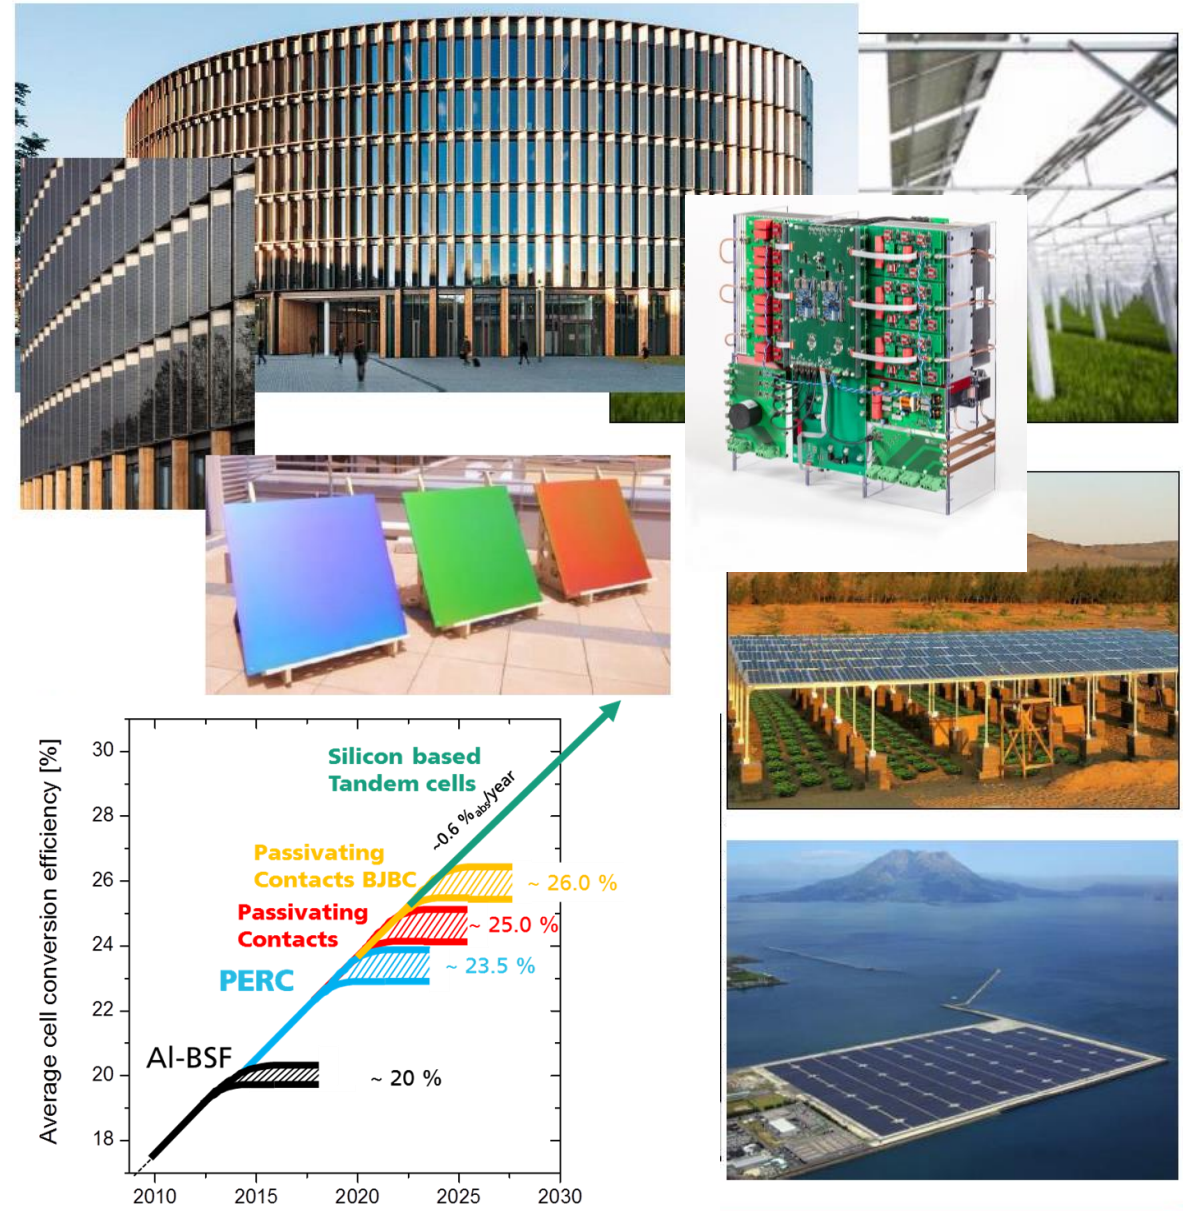 Average cell conversion efficiency [%]
30
28
26
24
22
20
18
Silicon based
Tandem cells
~0.6 %abs/year
Passivating
Contacts BJBC
~ 26.0 %
Passivating
Contacts
~ 25.0 %
PERC
~ 23.5 %
Al-BSF
~ 20 %
2010
2015
2020
2025
2030